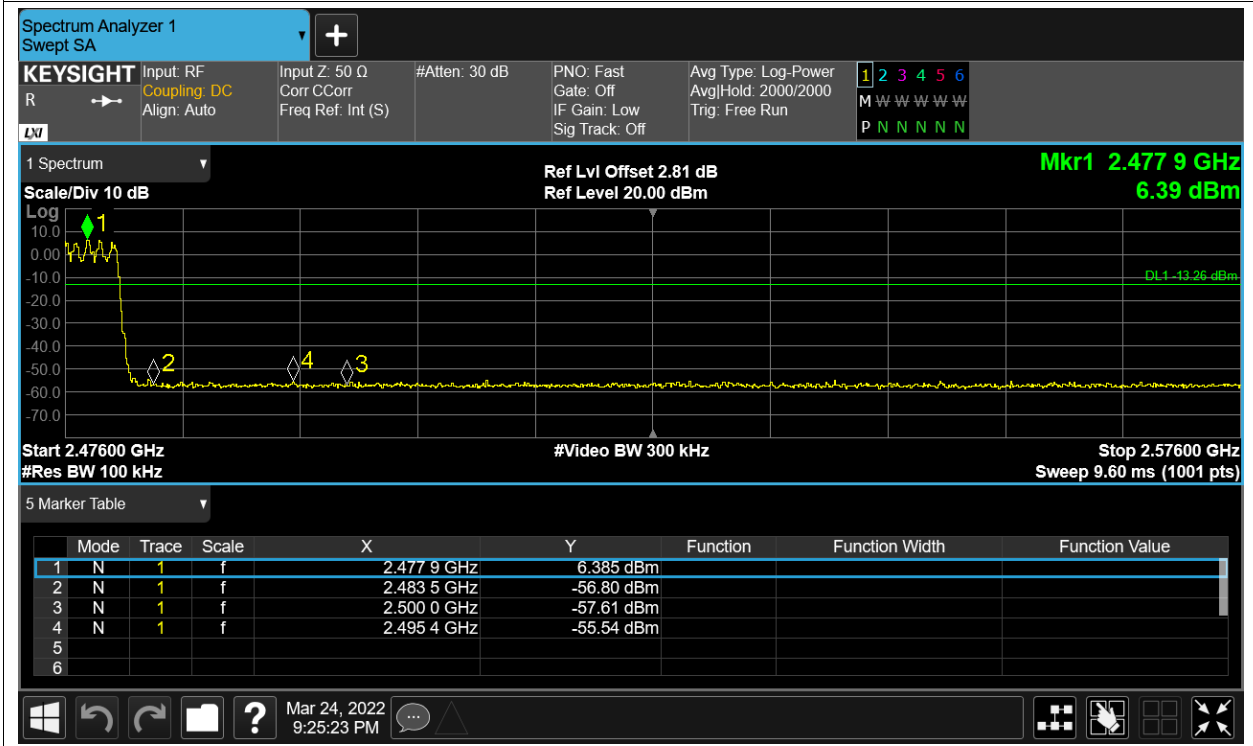 Spectrum Analyzer 1
Swept SA
KEYSIGHT
R
LXI
Input: RF
Coupling: DC
Align: Auto
Input Z: 50 Ω
Corr CCorr
Freq Ref: Int (S)
#Atten: 30 dB
PNO: Fast
Gate: Off
IF Gain: Low
Sig Track: Off
Avg Type: Log-Power
Avg|Hold: 2000/2000
Trig: Free Run
1 2 3 4 5 6
M W W W W W
P N N N N N
1 Spectrum
Scale/Div 10 dB
Ref Lvl Offset 2.81 dB
Ref Level 20.00 dBm
Mkr1 2.477 9 GHz
6.39 dBm
Log
10.0
0.00
-10.0
-20.0
-30.0
-40.0
-50.0
-60.0
-70.0
1
2
4
3
DL1 -13.26 dBm
Start 2.47600 GHz
#Res BW 100 kHz
#Video BW 300 kHz
Stop 2.57600 GHz
Sweep 9.60 ms (1001 pts)
5 Marker Table
Mode Trace Scale X Y Function Function Width Function Value
1 N 1 f 2.477 9 GHz 6.385 dBm
2 N 1 f 2.483 5 GHz -56.80 dBm
3 N 1 f 2.500 0 GHz -57.61 dBm
4 N 1 f 2.495 4 GHz -55.54 dBm
5
6
?
Mar 24, 2022
9:25:23 PM